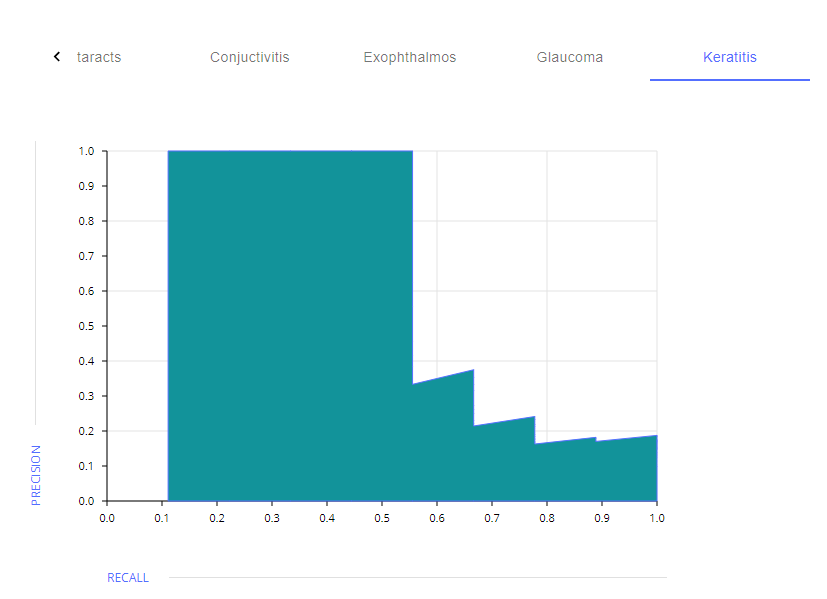 taracts Conjuctivitis Exophthalmos Glaucoma Keratitis
1.0
0.9
0.8
0.7
0.6
0.5
0.4
0.3
0.2
0.1
0.0
PRECISION
0.0 0.1 0.2 0.3 0.4 0.5 0.6 0.7 0.8 0.9 1.0
RECALL